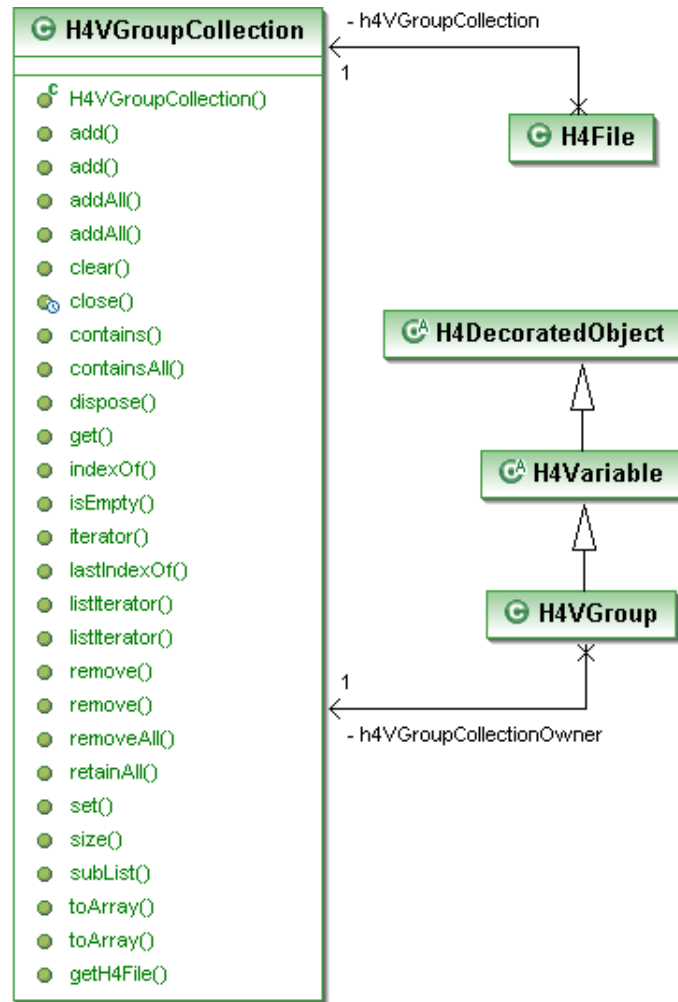 H4VGroupCollection
H4VGroupCollection()
add()
add()
addAll()
addAll()
clear()
close()
contains()
containsAll()
dispose()
get()
indexOf()
isEmpty()
iterator()
lastIndexOf()
listIterator()
listIterator()
remove()
remove()
removeAll()
retainAll()
set()
size()
subList()
toArray()
toArray()
getH4File()
- h4VGroupCollection
1
H4File
H4DecoratedObject
H4Variable
H4VGroup
1
- h4VGroupCollectionOwner